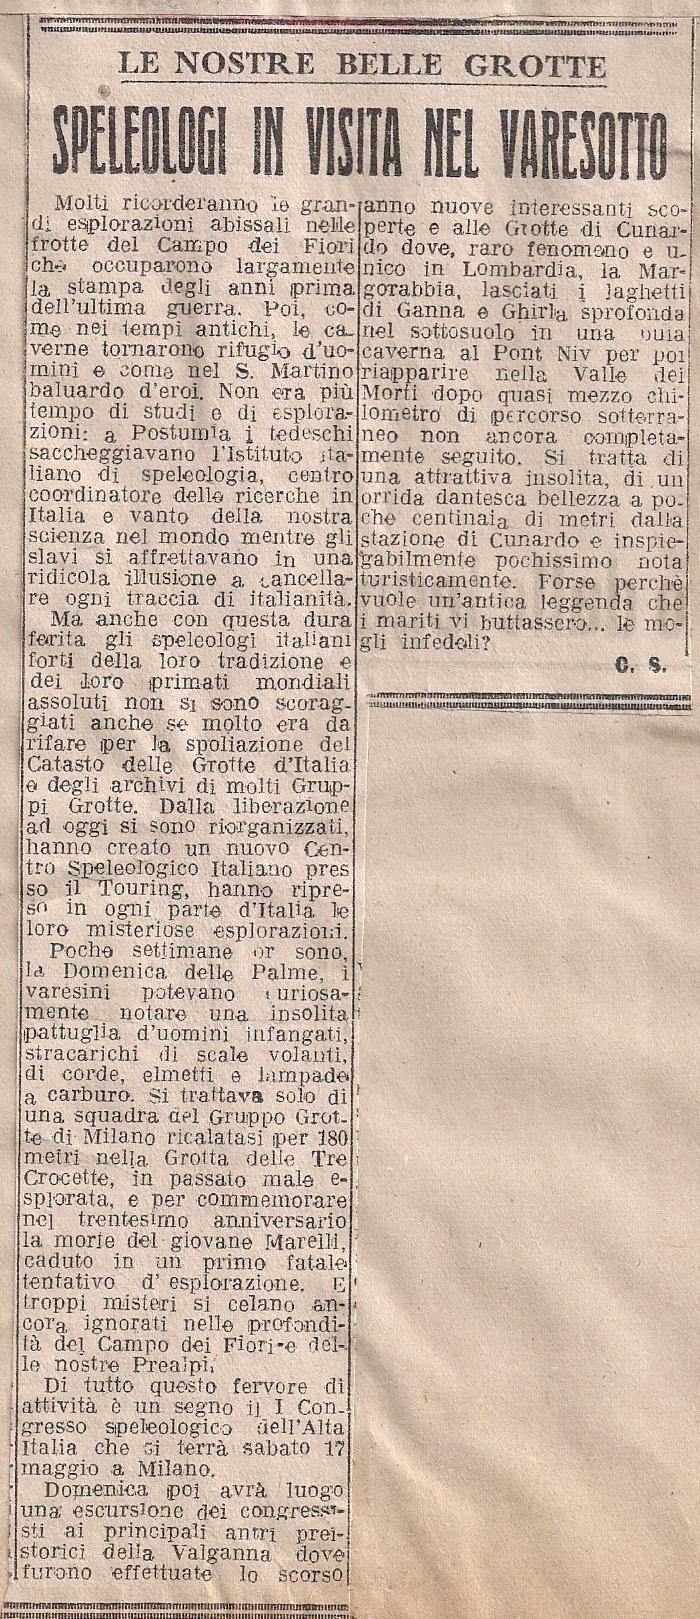 LE NOSTRE BELLE GROTTE
SPELEOLOGI IN VISITA NEL VARESOTTO
Molti ricorderanno le gran-
di esplorazioni abissali nelle
frotte del Campo dei Fiori
che occuparono largamente
la stampa degli anni prima
dell'ultima guerra. Poi, co-
me nei tempi antichi, le ca-
verne tornarono rifugio d'uo-
mini e come nel S. Martino
baluardo d'eroi. Non era più
tempo di studi e di esplora-
zioni: a Postumia i tedeschi
saccheggiavano l'Istituto ita-
liano di speleologia, centro
coordinatore delle ricerche in
Italia e vanto della nostra
scienza nel mondo mentre gli
slavi si affrettavano in una
ridicola illusione a cancella-
re ogni traccia di italianità.
Ma anche con questa dura
ferita gli speleologi italiani
forti della loro tradizione e
dei loro primati mondiali
assoluti non si sono scorag-
giati anche se molto era da
rifare per la spoliazione del
Catasto delle Grotte d'Italia
e degli archivi di molti Grup-
pi Grotte. Dalla liberazione
ad oggi si sono riorganizzati,
hanno creato un nuovo Cen-
tro Speleologico Italiano pres
so il Touring, hanno ripre-
so in ogni parte d'Italia le
loro misteriose esplorazioni.
Poche settimane or sono,
la Domenica delle Palme, i
varesini potevano curiosa-
mente notare una insolita
pattuglia d'uomini infangati,
stracarichi di scale volanti,
di corde, elmetti e lampade
a carburo. Si trattava solo di
una squadra del Gruppo Grot-
te di Milano ricalatasi per 180
metri nella Grotta delle Tre
Crocette, in passato male e-
splorata, e per commemorare
nel trentesimo anniversario
la morte del giovane Marelli,
caduto in un primo fatale
tentativo d'esplorazione. E
troppi misteri si celano an-
cora ignorati nelle profondi-
tà del Campo dei Fiori e del-
le nostre Prealpi.
Di tutto questo fervore di
attività è un segno il I Con-
gresso speleologico dell'Alta
Italia che si terrà sabato 17
maggio a Milano.
Domenica poi avrà luogo
una escursione dei congressi-
sti ai principali antri prei-
storici della Valganna dove
furono effettuate lo scorso
anno nuove interessanti sco-
perte e alle Grotte di Cunar-
do dove, raro fenomeno e u-
nico in Lombardia, la Mar-
gorabbia, lasciati i laghetti
di Ganna e Ghirla sprofonda
nel sottosuolo in una buia
caverna al Pont Niv per poi
riapparire nella Valle dei
Morti dopo quasi mezzo chi-
lometro di percorso sotterra-
neo non ancora completa-
mente seguito. Si tratta di
una attrattiva insolita, di un
orrida dantesca bellezza a po-
che centinaia di metri dalla
stazione di Cunardo e inspie-
gabilmente pochissimo nota
turisticamente. Forse perchè
vuole un'antica leggenda che
i mariti vi buttassero... le mo-
gli infedeli?
C. S.